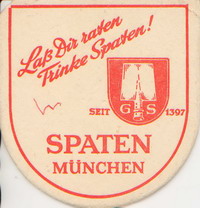 Laß Dir raten
Trinke Spaten!
SEIT G S 1397
SPATEN
MÜNCHEN